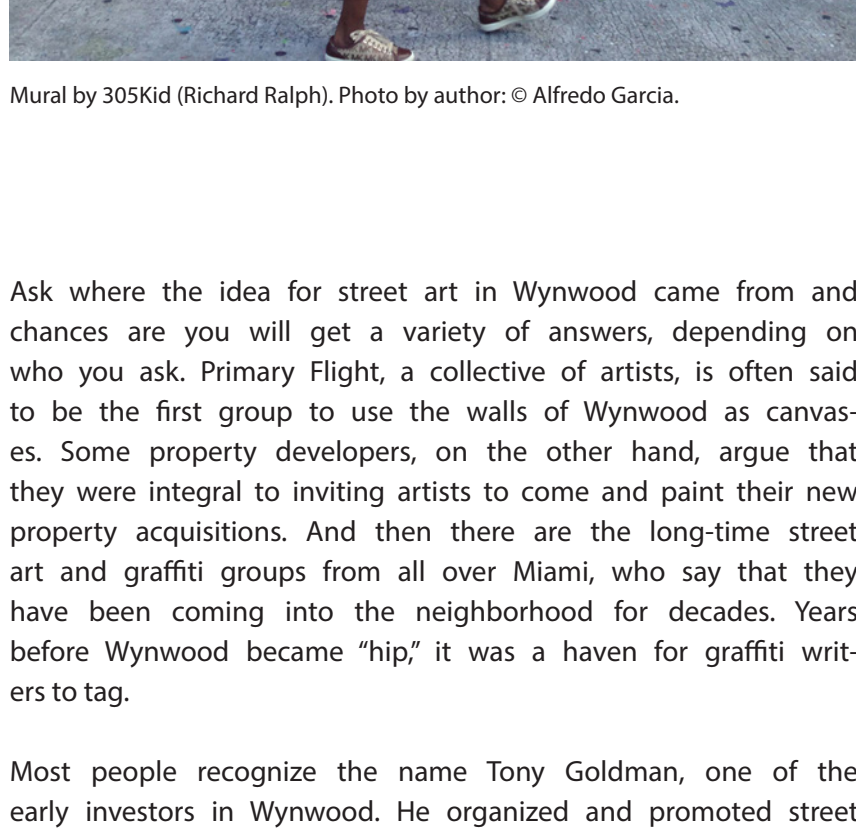 Mural by 305Kid (Richard Ralph). Photo by author: © Alfredo Garcia.
Ask where the idea for street art in Wynwood came from and
chances are you will get a variety of answers, depending on
who you ask. Primary Flight, a collective of artists, is often said
to be the first group to use the walls of Wynwood as canvas-
es. Some property developers, on the other hand, argue that
they were integral to inviting artists to come and paint their new
property acquisitions. And then there are the long-time street
art and graffiti groups from all over Miami, who say that they
have been coming into the neighborhood for decades. Years
before Wynwood became “hip,” it was a haven for graffiti writ-
ers to tag.
Most people recognize the name Tony Goldman, one of the
early investors in Wynwood. He organized and promoted street